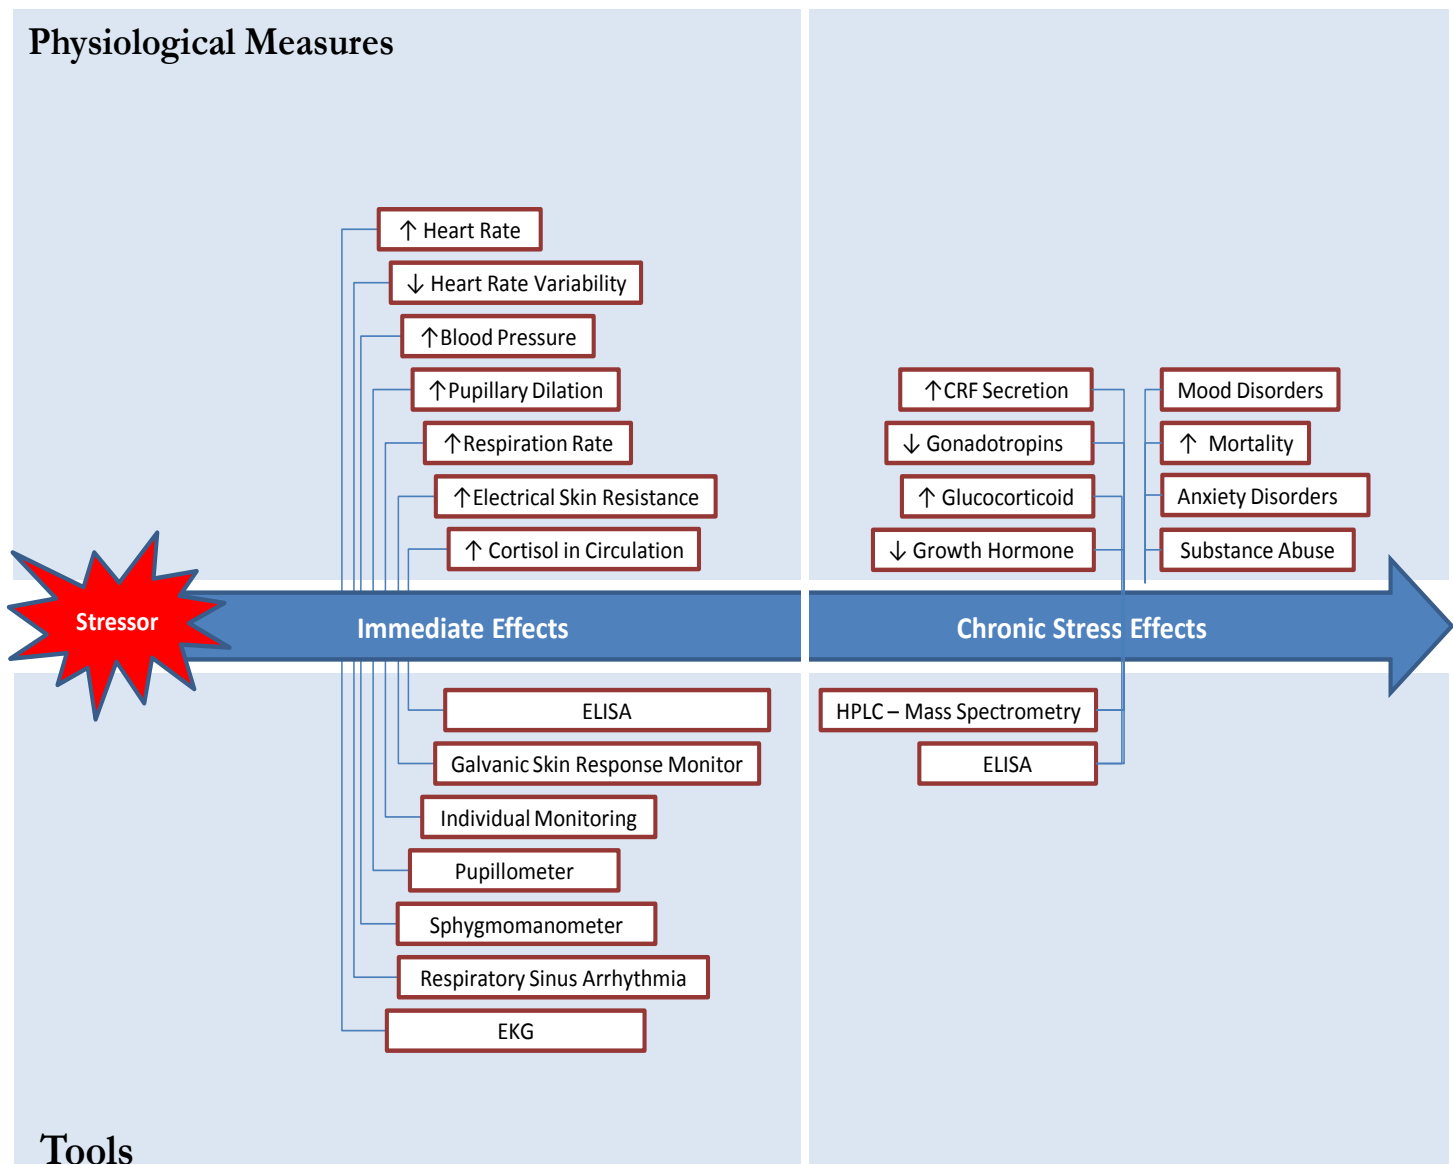 Physiological Measures
↑ Heart Rate
↓ Heart Rate Variability
↑Blood Pressure
↑Pupillary Dilation
↑Respiration Rate
↑Electrical Skin Resistance
↑ Cortisol in Circulation
↑CRF Secretion
↓ Gonadotropins
↑ Glucocorticoid
↓ Growth Hormone
Mood Disorders
↑ Mortality
Anxiety Disorders
Substance Abuse
Stressor
Immediate Effects
Chronic Stress Effects
ELISA
Galvanic Skin Response Monitor
Individual Monitoring
Pupillometer
Sphygmomanometer
Respiratory Sinus Arrhythmia
EKG
HPLC – Mass Spectrometry
ELISA
Tools